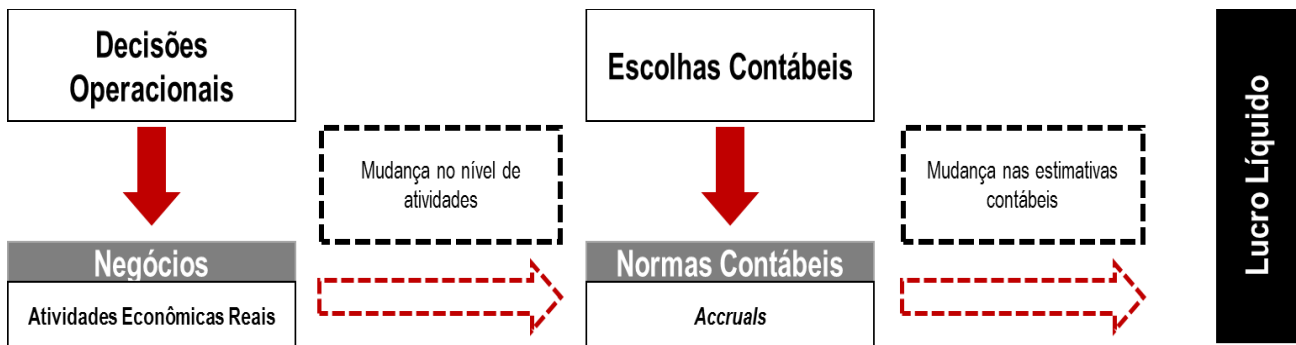 Decisões
Operacionais
Escolhas Contábeis
Mudança no nível de
atividades
Mudança nas estimativas
contábeis
Negócios
Atividades Econômicas Reais
Normas Contábeis
Accruals
Lucro Líquido